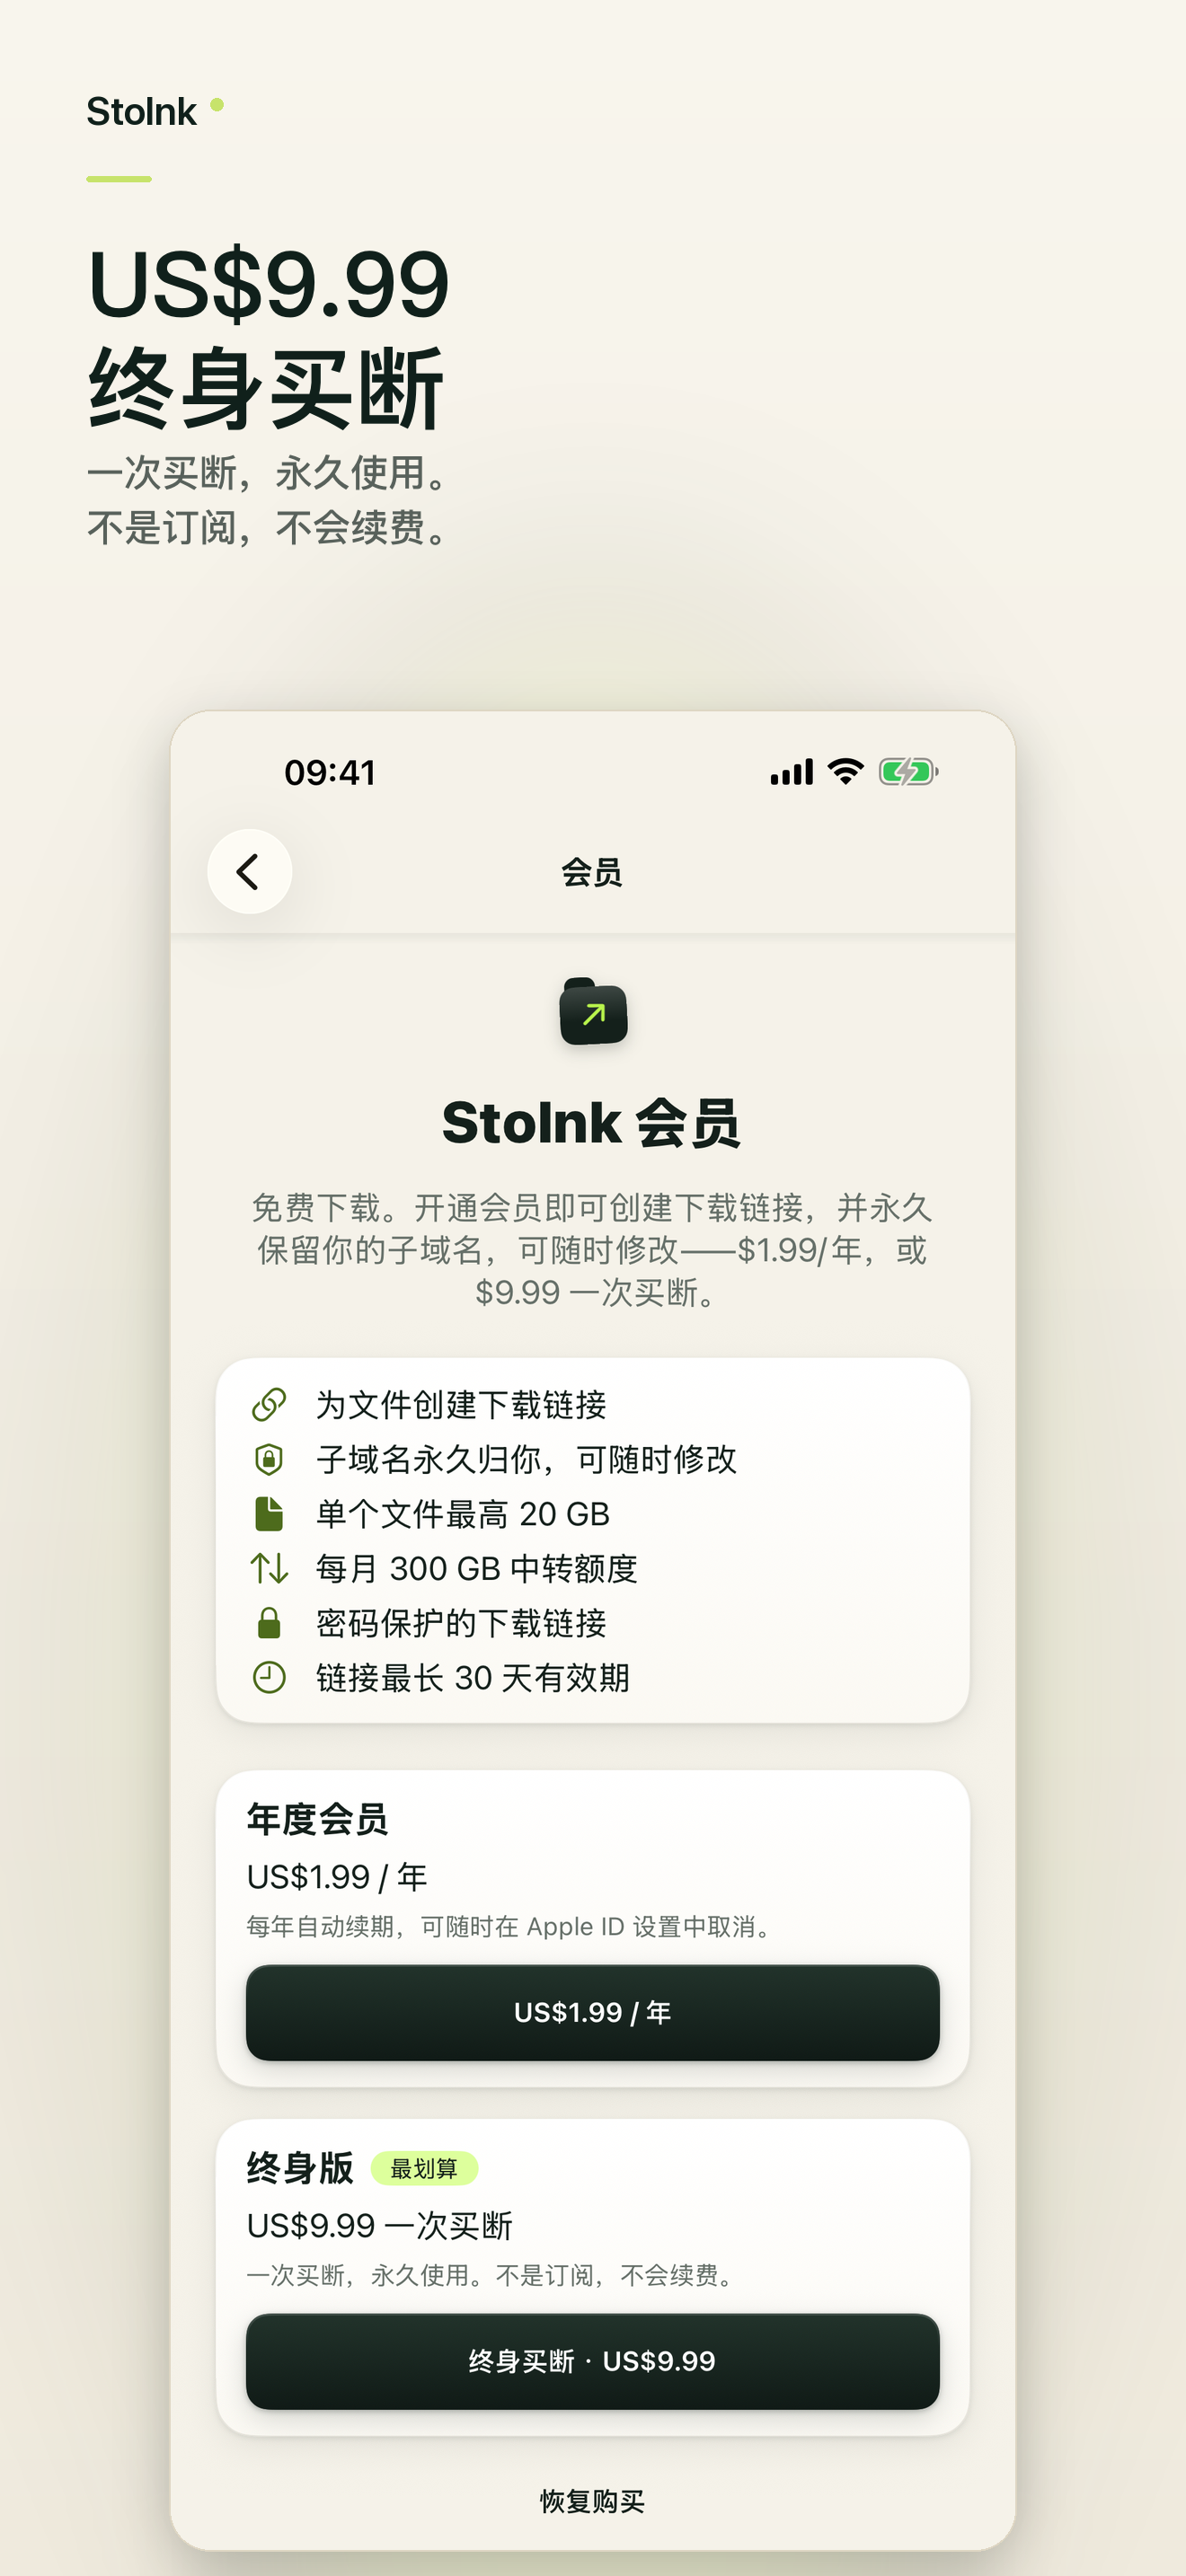 StoInk
US$9.99
终身买断
一次买断，永久使用。
不是订阅，不会续费。
09:41
会员
StoInk 会员
免费下载。开通会员即可创建下载链接，并永久
保留你的子域名，可随时修改——$1.99/年，或
$9.99 一次买断。
为文件创建下载链接
子域名永久归你，可随时修改
单个文件最高 20 GB
每月 300 GB 中转额度
密码保护的下载链接
链接最长 30 天有效期
年度会员
US$1.99 / 年
每年自动续期，可随时在 Apple ID 设置中取消。
US$1.99 / 年
终身版 最划算
US$9.99 一次买断
一次买断，永久使用。不是订阅，不会续费。
终身买断 · US$9.99
恢复购买